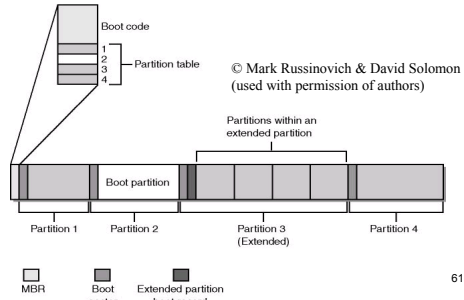 Boot code
1
2
3
4
Partition table
© Mark Russinovich & David Solomon
(used with permission of authors)
Partitions within an
extended partition
Boot partition
Partition 1
Partition 2
Partition 3
(Extended)
Partition 4
MBR
Boot
Extended partition
61